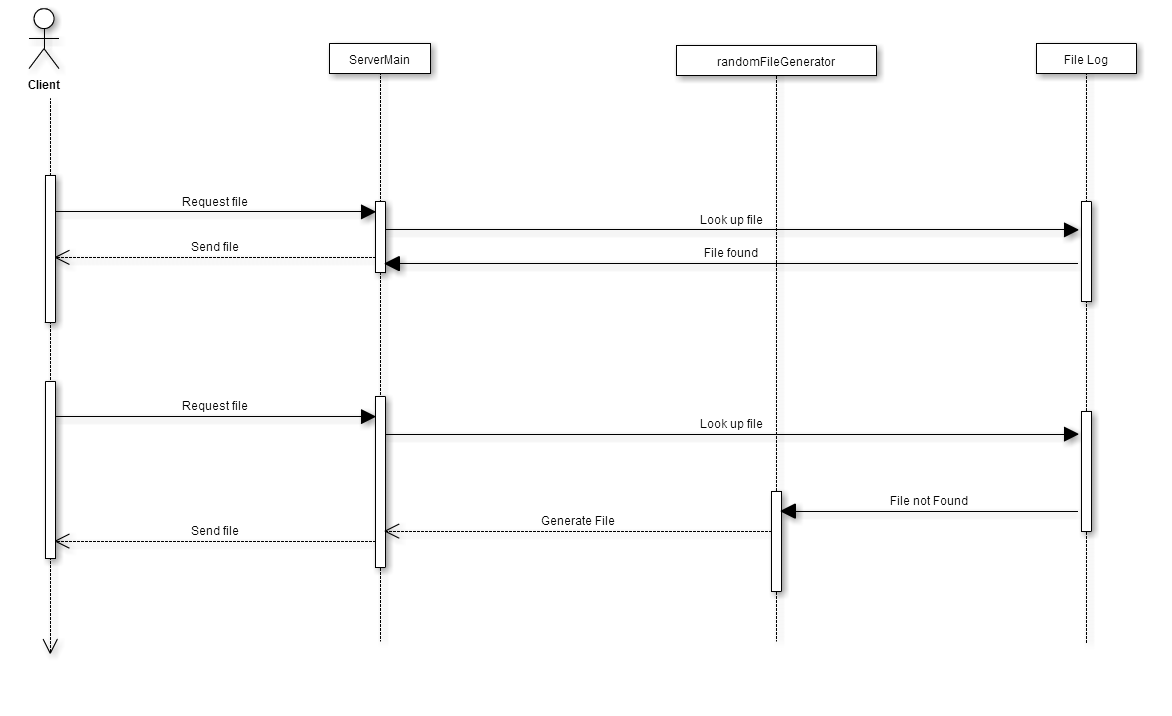 Client
ServerMain
randomFileGenerator
File Log
Request file
Look up file
Send file
File found
Request file
Look up file
File not Found
Generate File
Send file